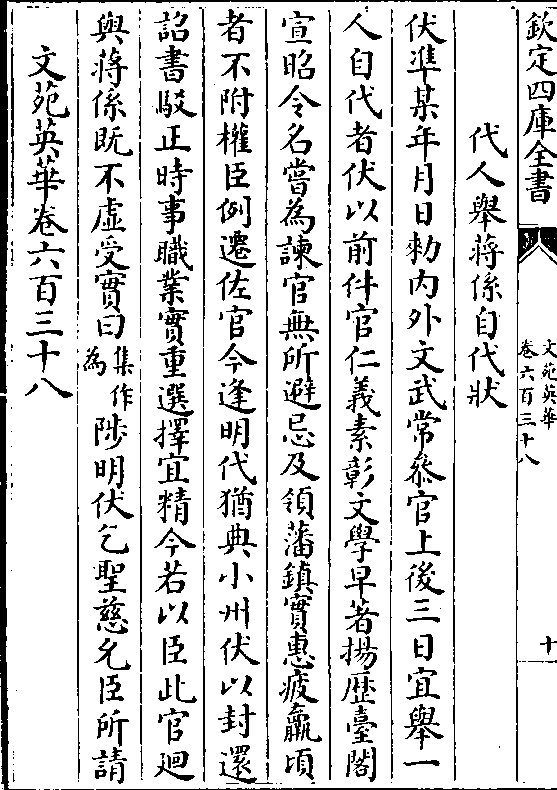 欽定四庫全書
文苑英華
卷六百三十八
十
代人舉蔣係自代狀
伏準某年月日勑内外文武常叅官上後三日宜舉一
人自代者伏以前件官仁義素彰文學早著揚歴臺閣
宣昭令名嘗為諫官無所避忌及領藩鎮實惠疲羸頃
者不附權臣例遷佐官今逢明代猶典小州伏以封還
詔書駁正時事職業實重選擇宜精今若以臣此官廻
與蔣係既不虚受實曰集作為陟明伏乞聖慈允臣所請
文苑英華卷六百三十八